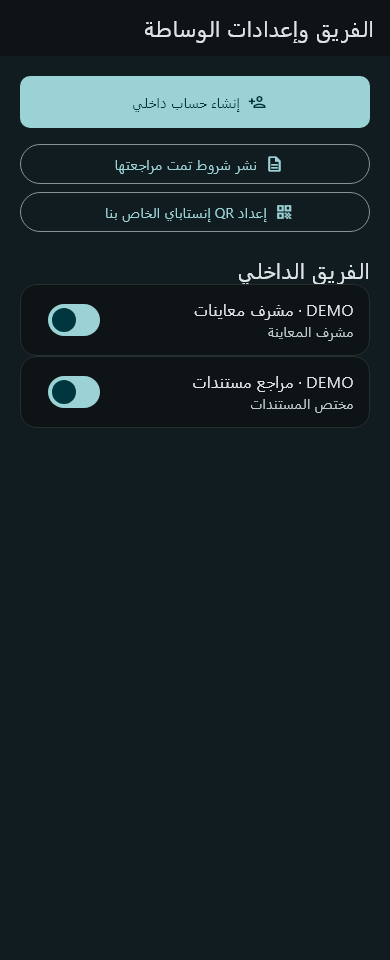 الفريق وإعدادات الوساطة
إنشاء حساب داخلي
نشر شروط تمت مراجعتها
إعداد QR إنستاباي الخاص بنا
الفريق الداخلي
DEMO · مشرف معاينات
مشرف المعاينة
DEMO · مراجع مستندات
مختص المستندات